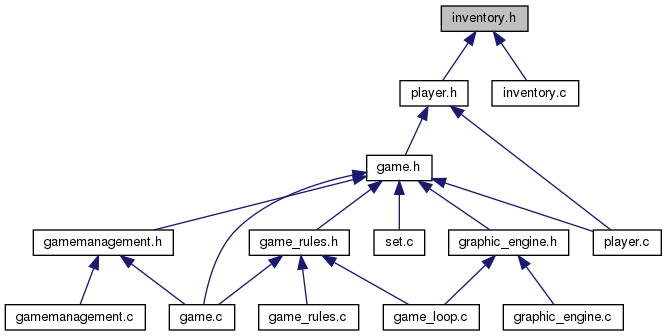 inventory.h
player.h
inventory.c
game.h
gamemanagement.h
game_rules.h
set.c
graphic_engine.h
player.c
gamemanagement.c
game.c
game_rules.c
game_loop.c
graphic_engine.c